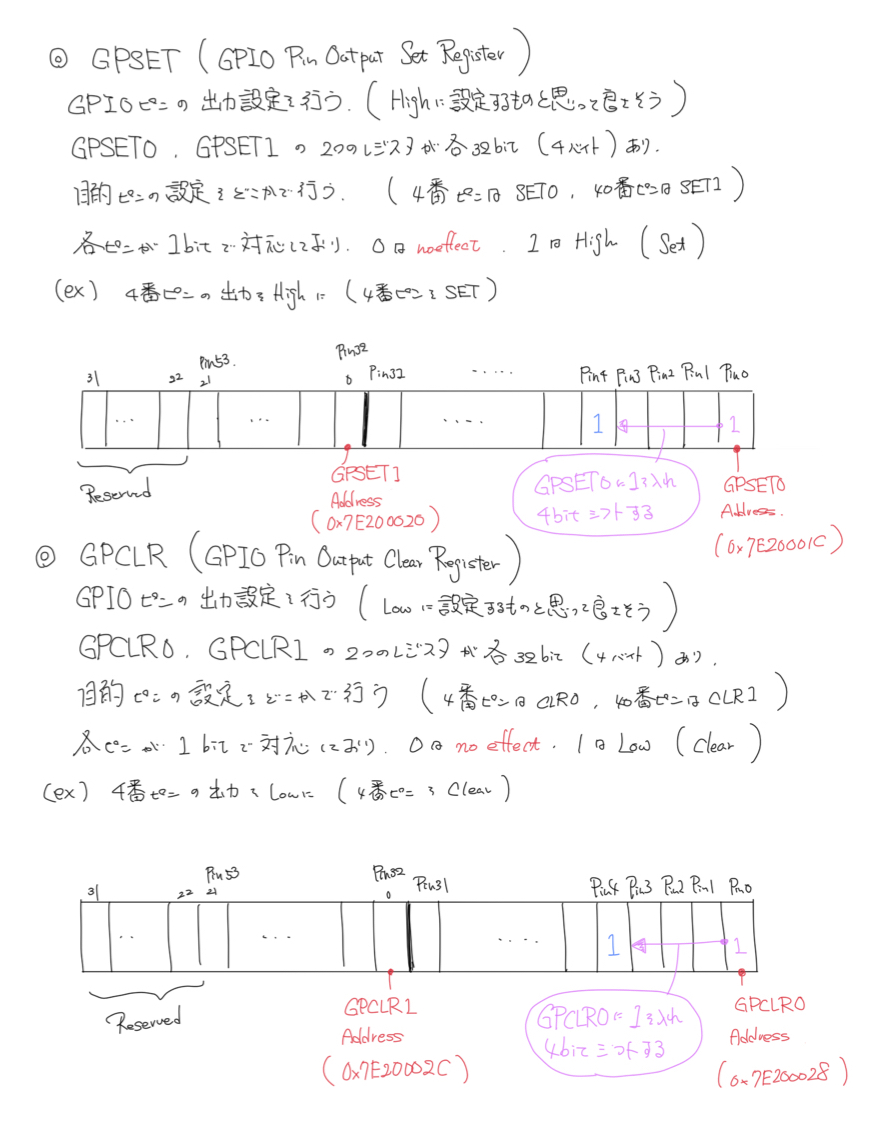 ◎ GPSET ( GPIO Pin Output Set Register )
GPIOピンの出力設定を行う. ( Highに設定するものと思って良さそう )
GPSET0 , GPSET1 の 2つのレジスタが各32bit (4バイト) あり.
目的ピンの設定をどこかで行う. ( 4番ピンは SET0 , 40番ピンは SET1 )
各ピンが 1bit で対応しており. 0は no effect . 1は High ( Set )
(ex) 4番ピンの出力を High に ( 4番ピンを SET )
31 ... 22 Pin53. 21 ... Pin32 0 Pin31 ..... Pin4 Pin3 Pin2 Pin1 Pin0
1 1
Reserved
GPSET1
Address
(0x7E200020)
GPSET0に1を入れ
4bitシフトする
GPSET0
Address.
(0x7E20001C)
◎ GPCLR ( GPIO Pin Output Clear Register )
GPIOピンの出力設定を行う ( Lowに設定するものと思って良さそう )
GPCLR0 , GPCLR1 の 2つのレジスタが各32bit (4バイト) あり.
目的ピンの設定をどこかで行う ( 4番ピンは CLR0 , 40番ピンは CLR1 )
各ピンが 1bit で対応しており. 0は no effect . 1は Low ( Clear )
(ex) 4番ピンの出力を Lowに ( 4番ピンを Clear )
31 .. 22 Pin53 21 ... Pin32 0 Pin31 ..... Pin4 Pin3 Pin2 Pin1 Pin0
1 1
Reserved
GPCLR1
Address
(0x7E20002C)
GPCLR0に1を入れ
4bitシフトする
GPCLR0
Address
(0x7E200028)